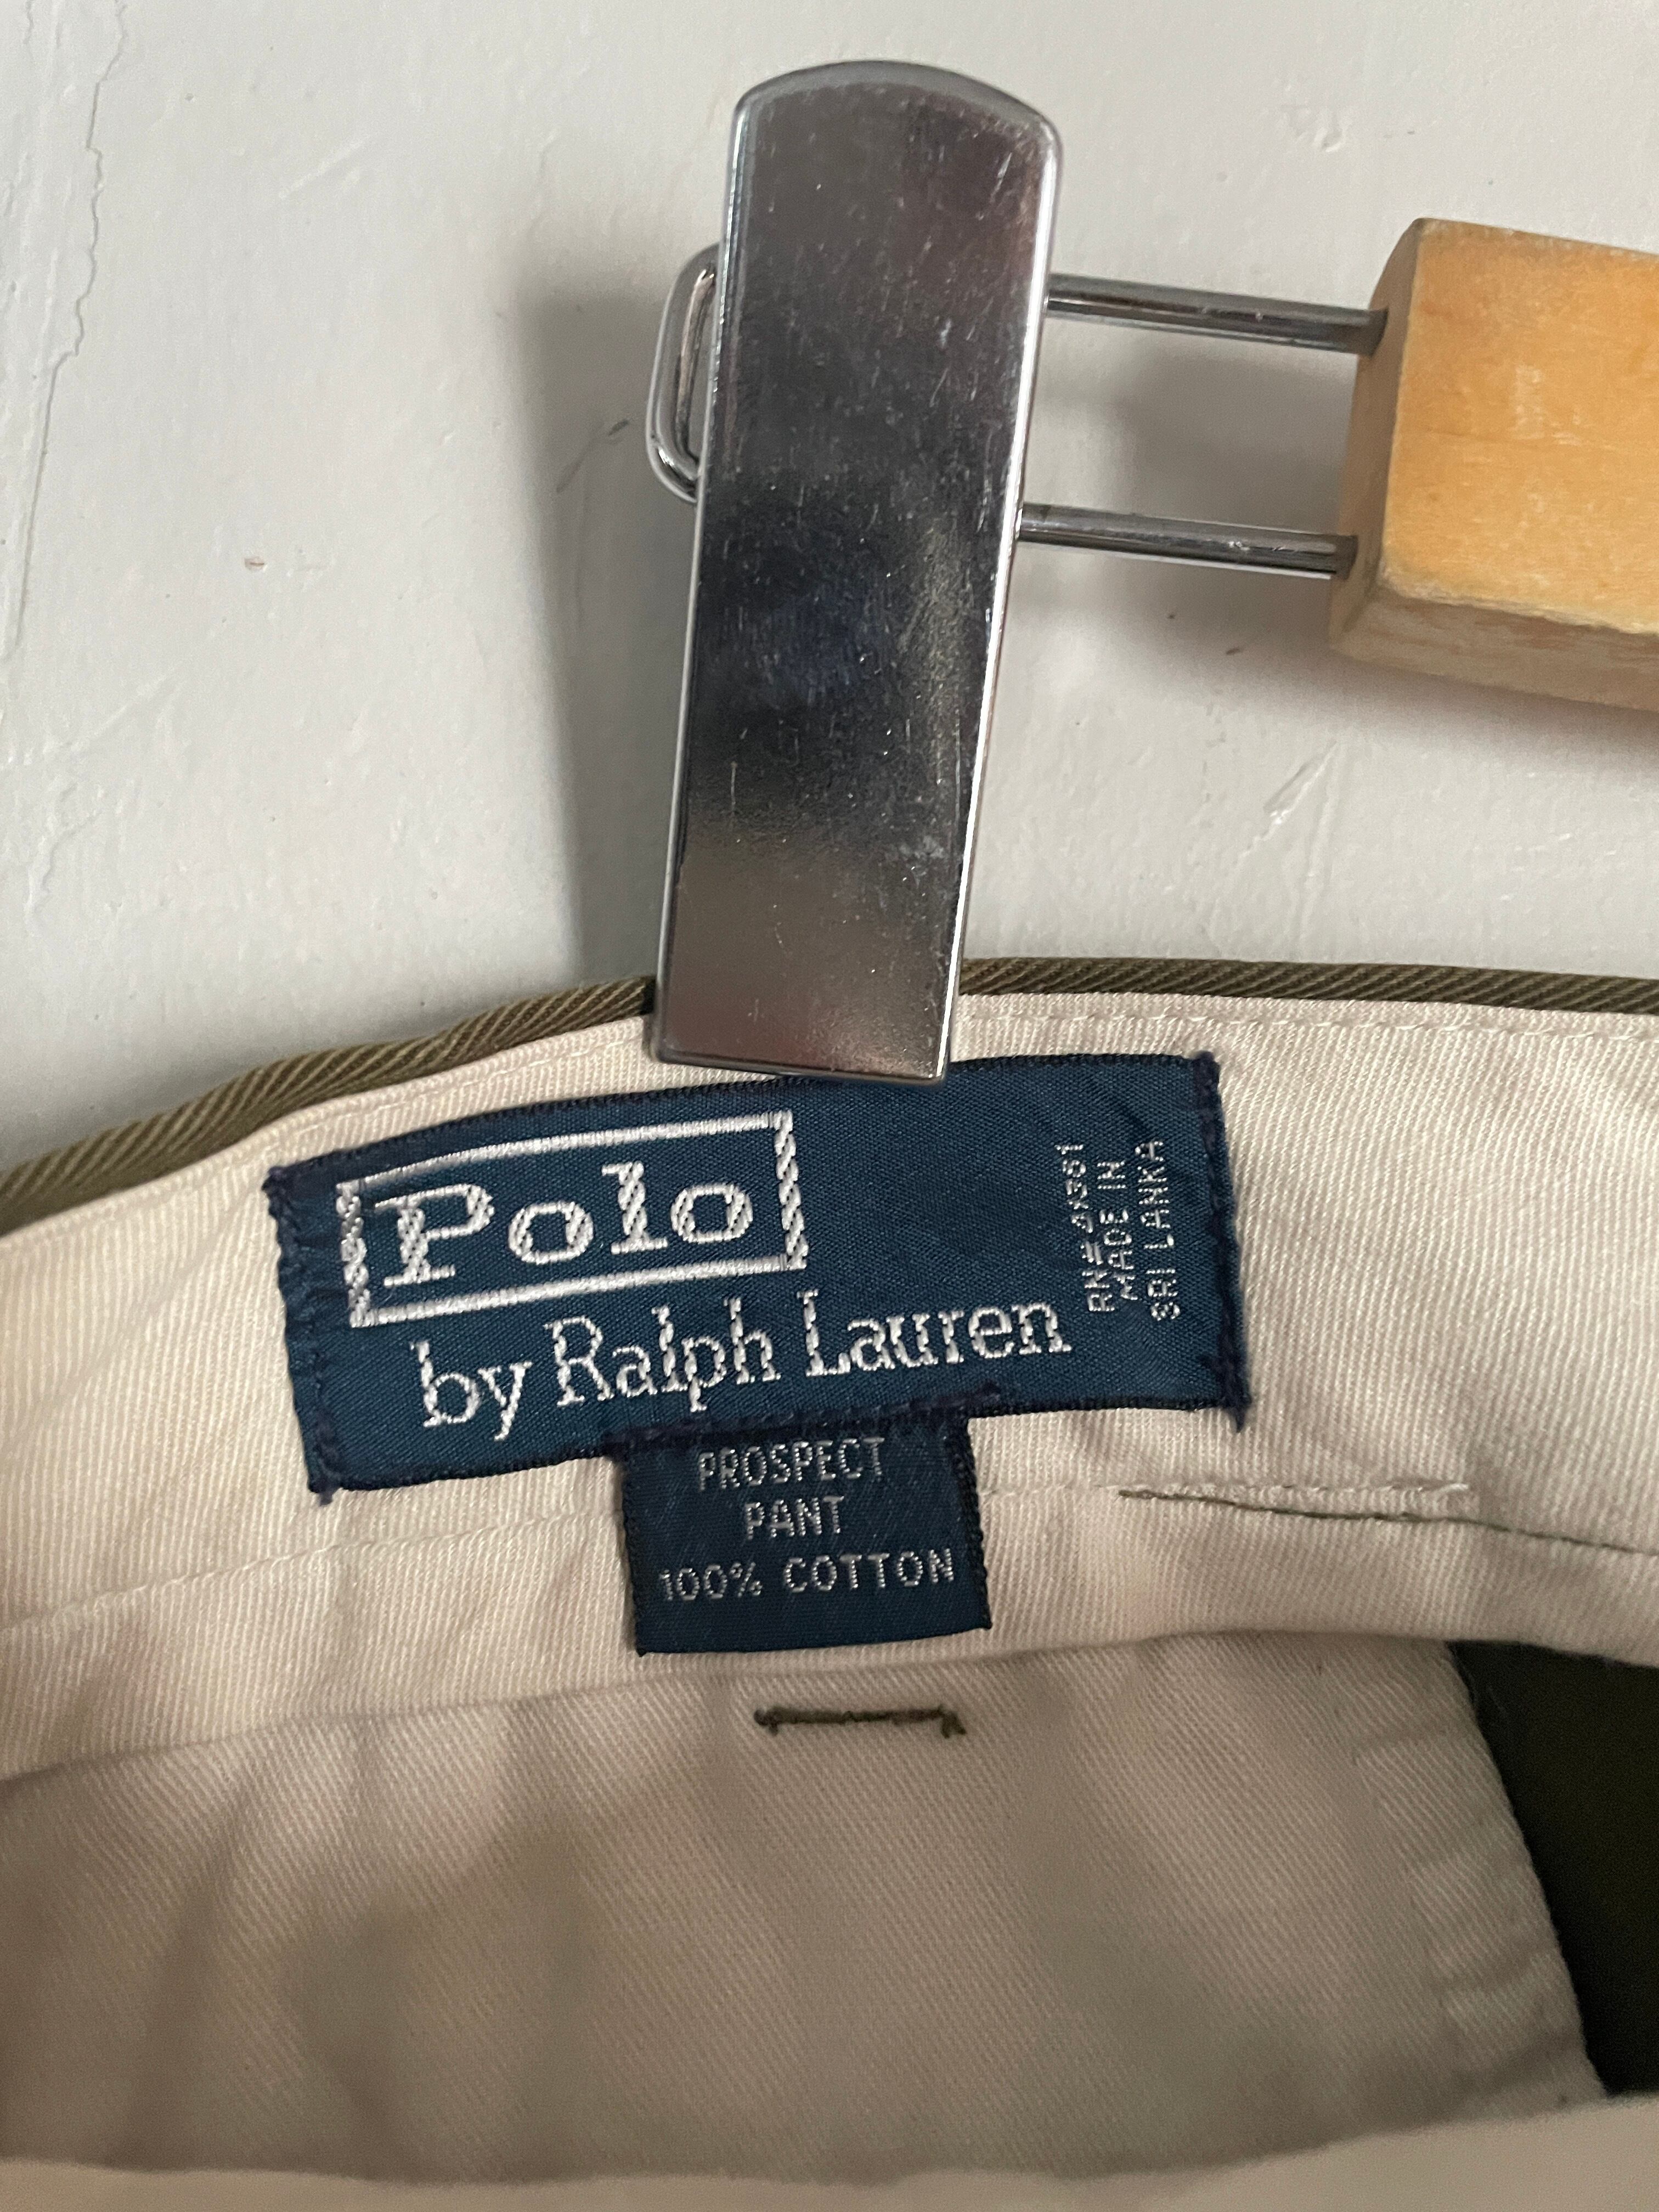 Polo
by Ralph Lauren
RN# 41381
MADE IN
SRI LANKA
PROSPECT
PANT
100% COTTON